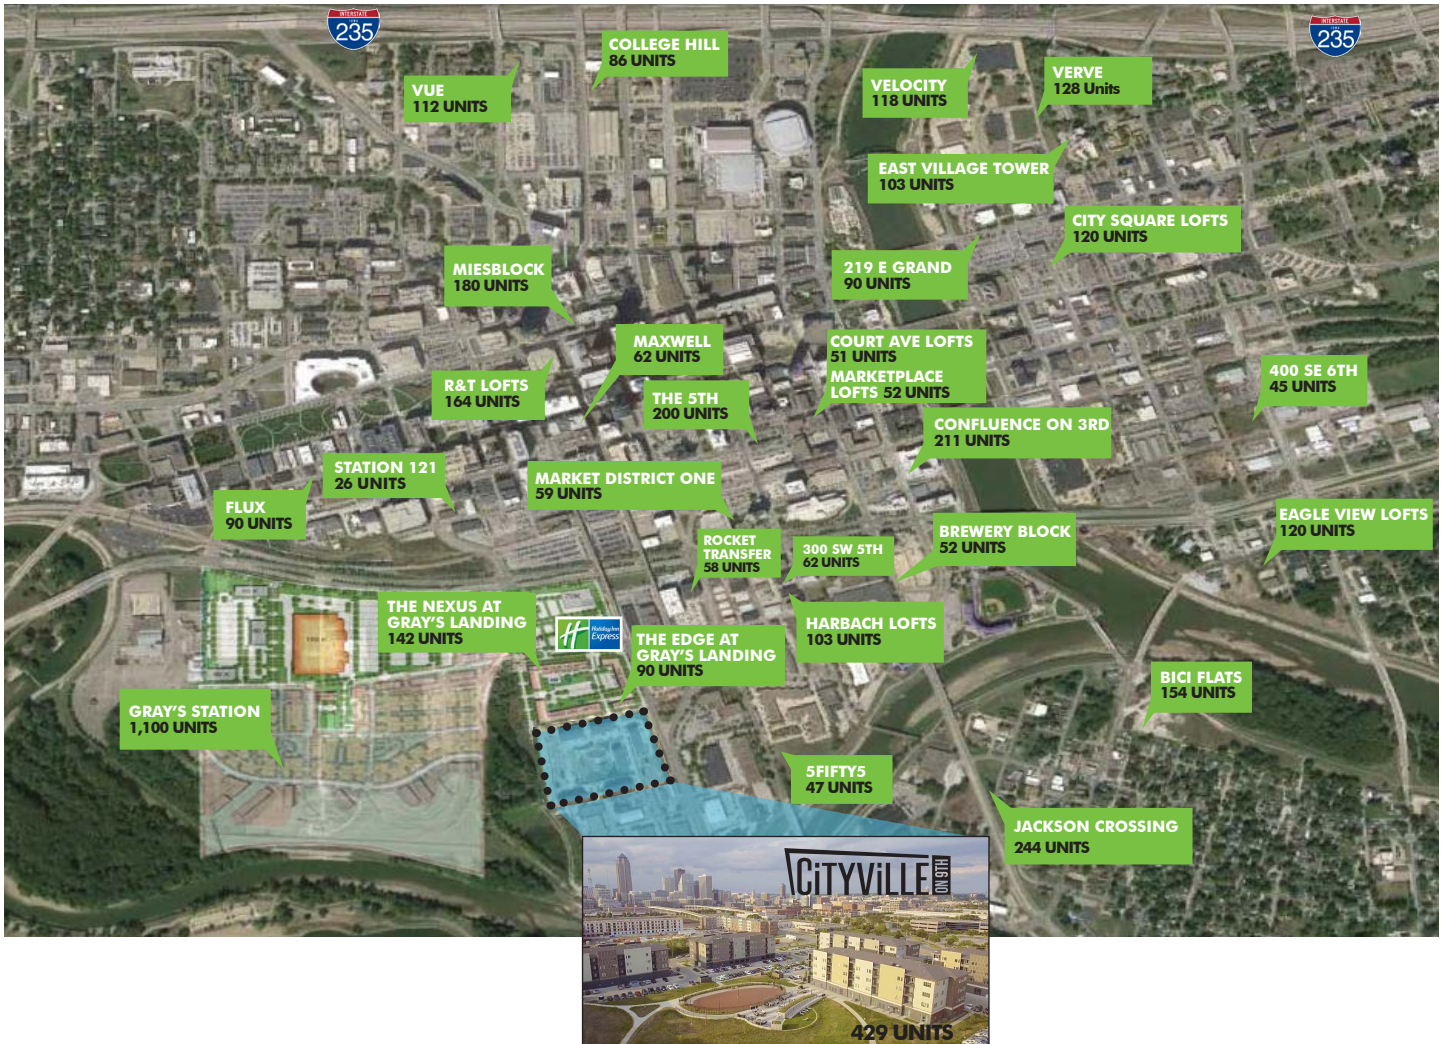 INTERSTATE
IOWA
235
INTERSTATE
IOWA
235
COLLEGE HILL
86 UNITS
VUE
112 UNITS
VELOCITY
118 UNITS
VERVE
128 Units
EAST VILLAGE TOWER
103 UNITS
CITY SQUARE LOFTS
120 UNITS
MIESBLOCK
180 UNITS
219 E GRAND
90 UNITS
MAXWELL
62 UNITS
COURT AVE LOFTS
51 UNITS
MARKETPLACE
LOFTS 52 UNITS
R&T LOFTS
164 UNITS
THE 5TH
200 UNITS
400 SE 6TH
45 UNITS
CONFLUENCE ON 3RD
211 UNITS
STATION 121
26 UNITS
MARKET DISTRICT ONE
59 UNITS
FLUX
90 UNITS
EAGLE VIEW LOFTS
120 UNITS
BREWERY BLOCK
52 UNITS
ROCKET
TRANSFER
58 UNITS
300 SW 5TH
62 UNITS
THE NEXUS AT
GRAY'S LANDING
142 UNITS
Holiday Inn
Express
THE EDGE AT
GRAY'S LANDING
90 UNITS
HARBACH LOFTS
103 UNITS
BICI FLATS
154 UNITS
GRAY'S STATION
1,100 UNITS
5FIFTY5
47 UNITS
JACKSON CROSSING
244 UNITS
CiTYViLLE
ON 9TH
429 UNITS